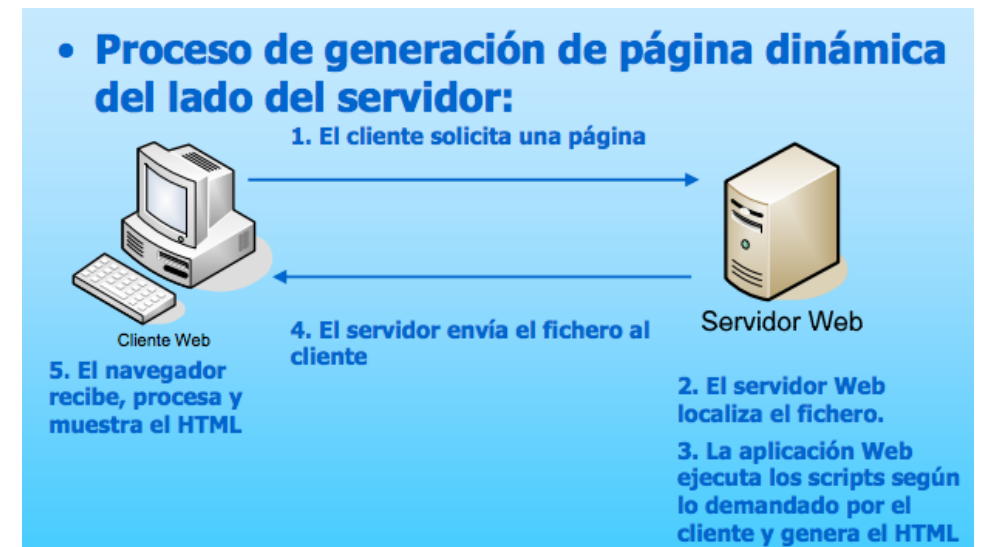 • Proceso de generación de página dinámica
del lado del servidor:
1. El cliente solicita una página
Servidor Web
Cliente Web
4. El servidor envía el fichero al
cliente
5. El navegador
recibe, procesa y
muestra el HTML
2. El servidor Web
localiza el fichero.
3. La aplicación Web
ejecuta los scripts según
lo demandado por el
cliente y genera el HTML